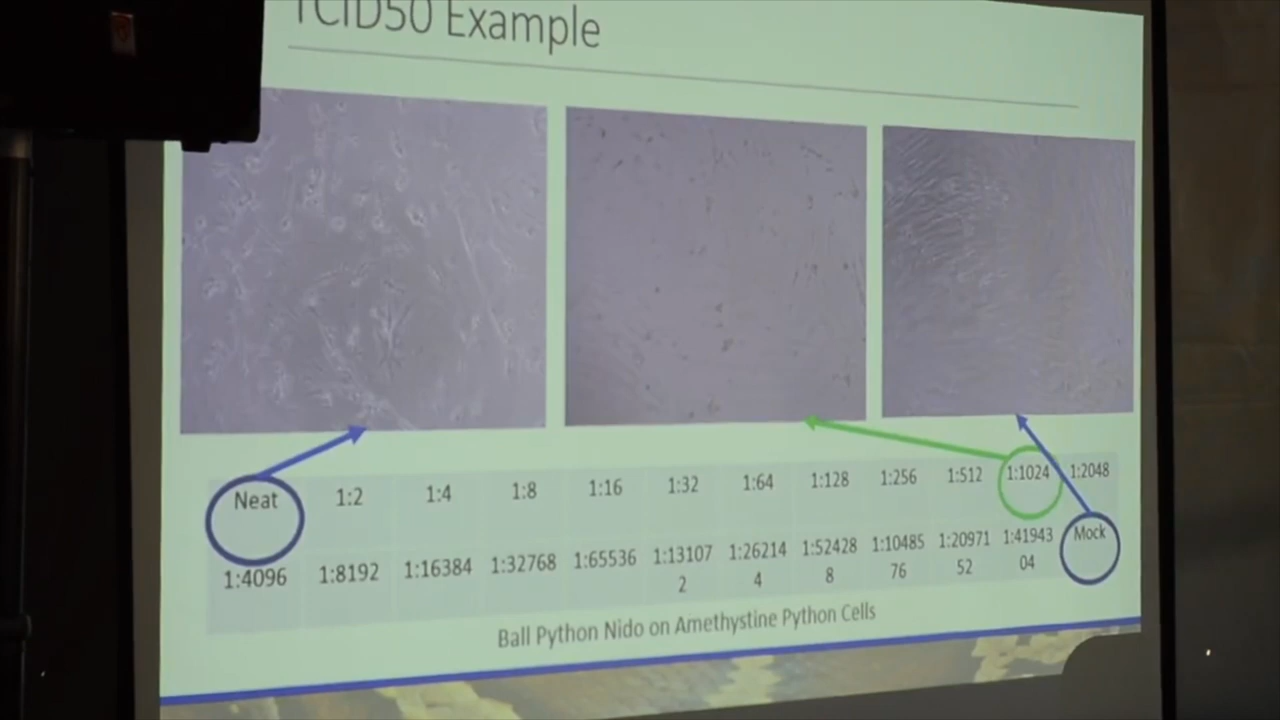 TCID50 Example
Neat 1:2 1:4 1:8 1:16 1:32 1:64 1:128 1:256 1:512 1:1024 1:2048
1:4096 1:8192 1:16384 1:32768 1:65536 1:13107 1:26214 1:52428 1:10485 1:20971 1:41943 Mock
2 4 8 76 52 04
Ball Python Nido on Amethystine Python Cells